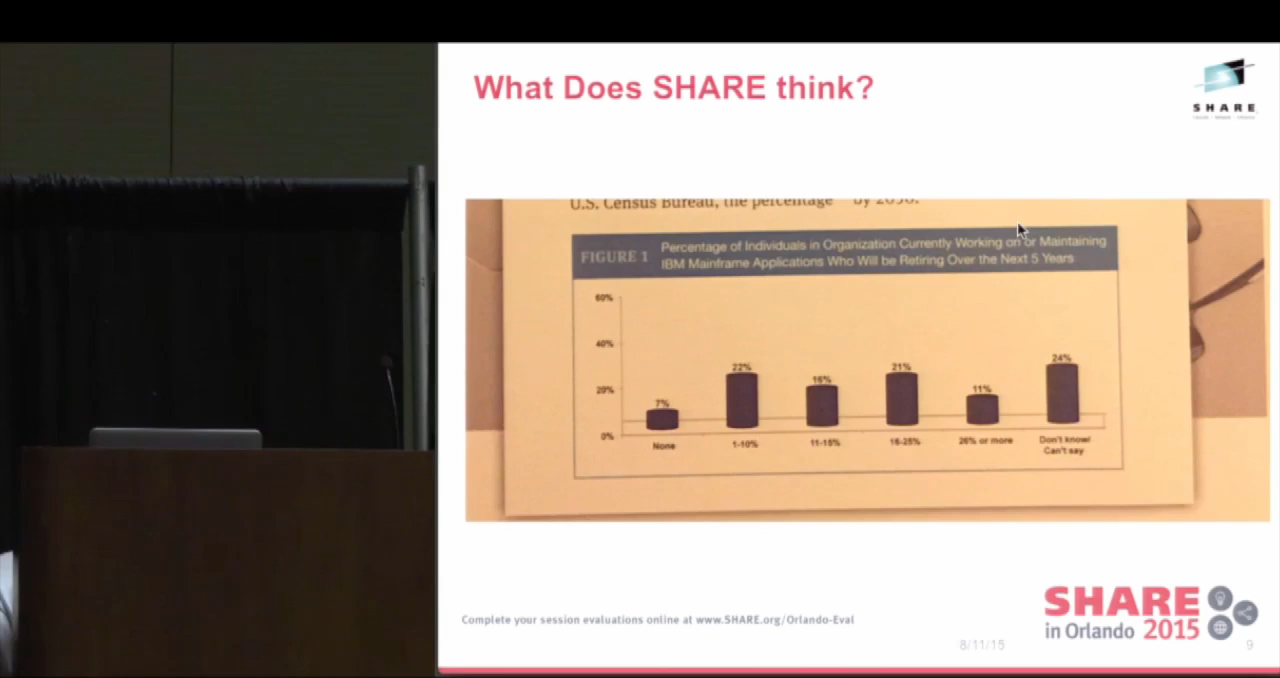 What Does SHARE think?
SHARE
U.S. Census Bureau, the percentage by 2030.
FIGURE 1
Percentage of Individuals in Organization Currently Working on or Maintaining
IBM Mainframe Applications Who Will be Retiring Over the Next 5 Years
60%
40%
20%
0%
7%
22%
16%
21%
11%
24%
None
1-10%
11-15%
16-25%
26% or more
Don't know/
Can't say
Complete your session evaluations online at www.SHARE.org/Orlando-Eval
SHARE
in Orlando 2015
8/11/15
9